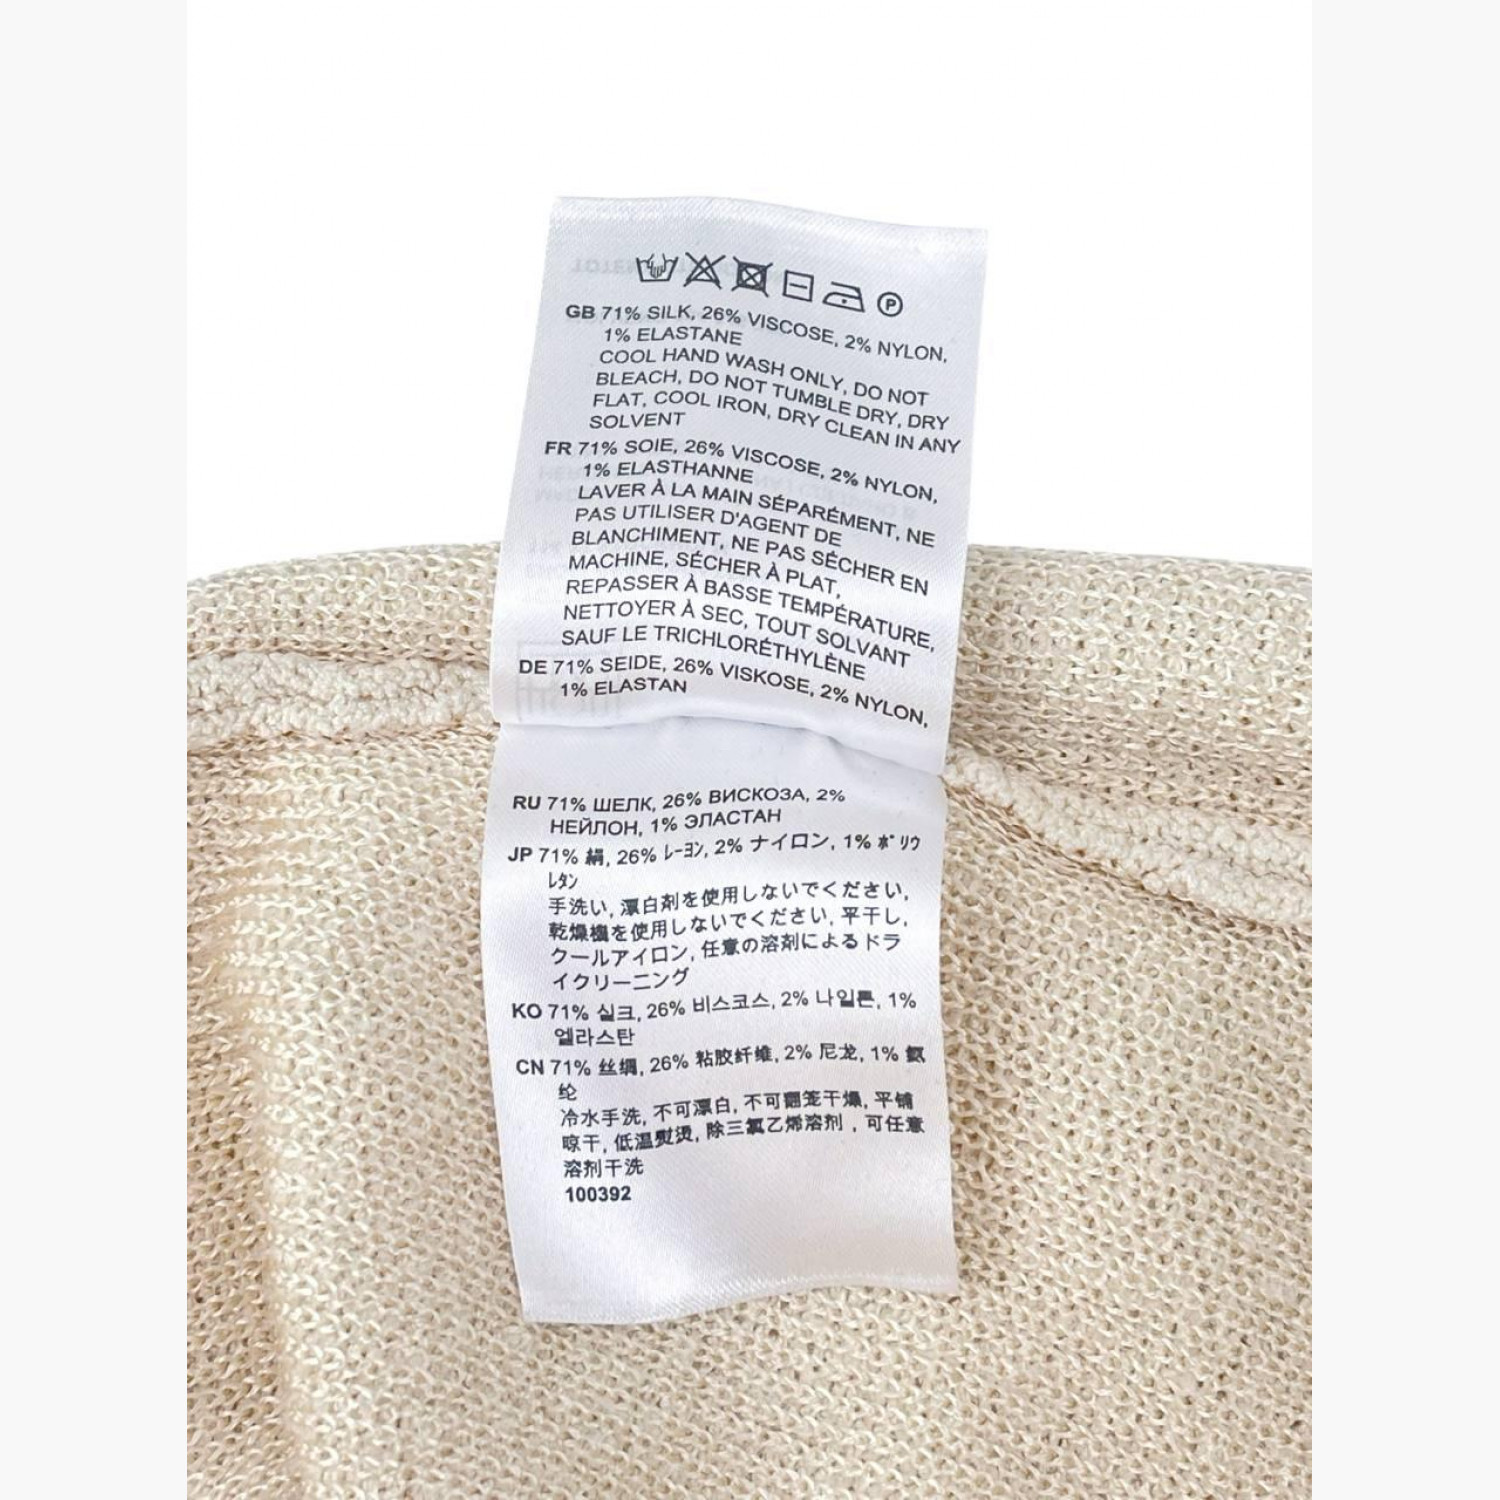 GB 71% SILK, 26% VISCOSE, 2% NYLON,
1% ELASTANE
COOL HAND WASH ONLY, DO NOT
BLEACH, DO NOT TUMBLE DRY, DRY
FLAT, COOL IRON, DRY CLEAN IN ANY
SOLVENT
FR 71% SOIE, 26% VISCOSE, 2% NYLON,
1% ELASTHANNE
LAVER À LA MAIN SÉPARÉMENT, NE
PAS UTILISER D'AGENT DE
BLANCHIMENT, NE PAS SÉCHER EN
MACHINE, SÉCHER À PLAT,
REPASSER À BASSE TEMPÉRATURE,
NETTOYER À SEC, TOUT SOLVANT
SAUF LE TRICHLORÉTHYLÈNE
DE 71% SEIDE, 26% VISKOSE, 2% NYLON,
1% ELASTAN
RU 71% ШЕЛК, 26% ВИСКОЗА, 2%
НЕЙЛОН, 1% ЭЛАСТАН
JP 71% 絹, 26% レーヨン, 2% ナイロン, 1% ポリウ
レタン
手洗い, 漂白剤を使用しないでください,
乾燥機を使用しないでください, 平干し,
クールアイロン, 任意の溶剤によるドラ
イクリーニング
KO 71% 실크, 26% 비스코스, 2% 나일론, 1%
엘라스탄
CN 71% 丝绸, 26% 粘胶纤维, 2% 尼龙, 1% 氨
纶
冷水手洗, 不可漂白, 不可翻笼干燥, 平铺
晾干, 低温熨烫, 除三氯乙烯溶剂 , 可任意
溶剂干洗
100392